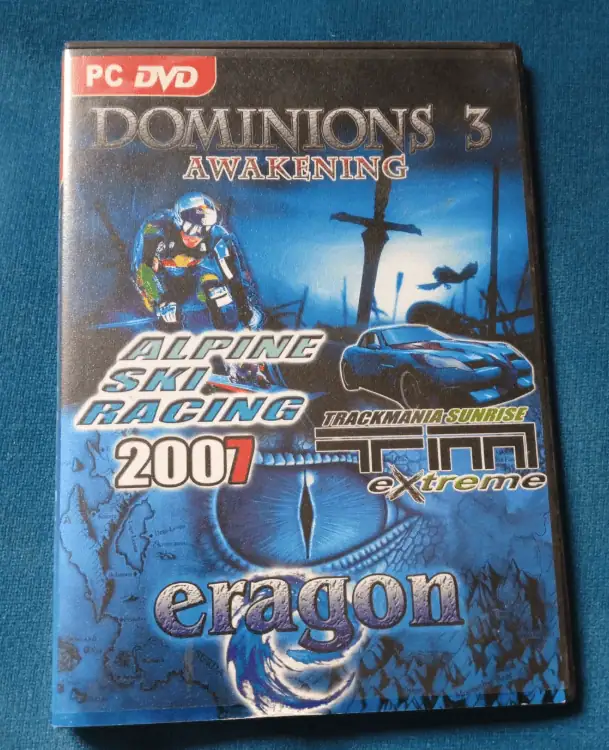 PC DVD
DOMINIONS 3
AWAKENING
ALPINE
SKI
RACING
2007
TRACKMANIA SUNRISE
TM
eXtreme
eragon